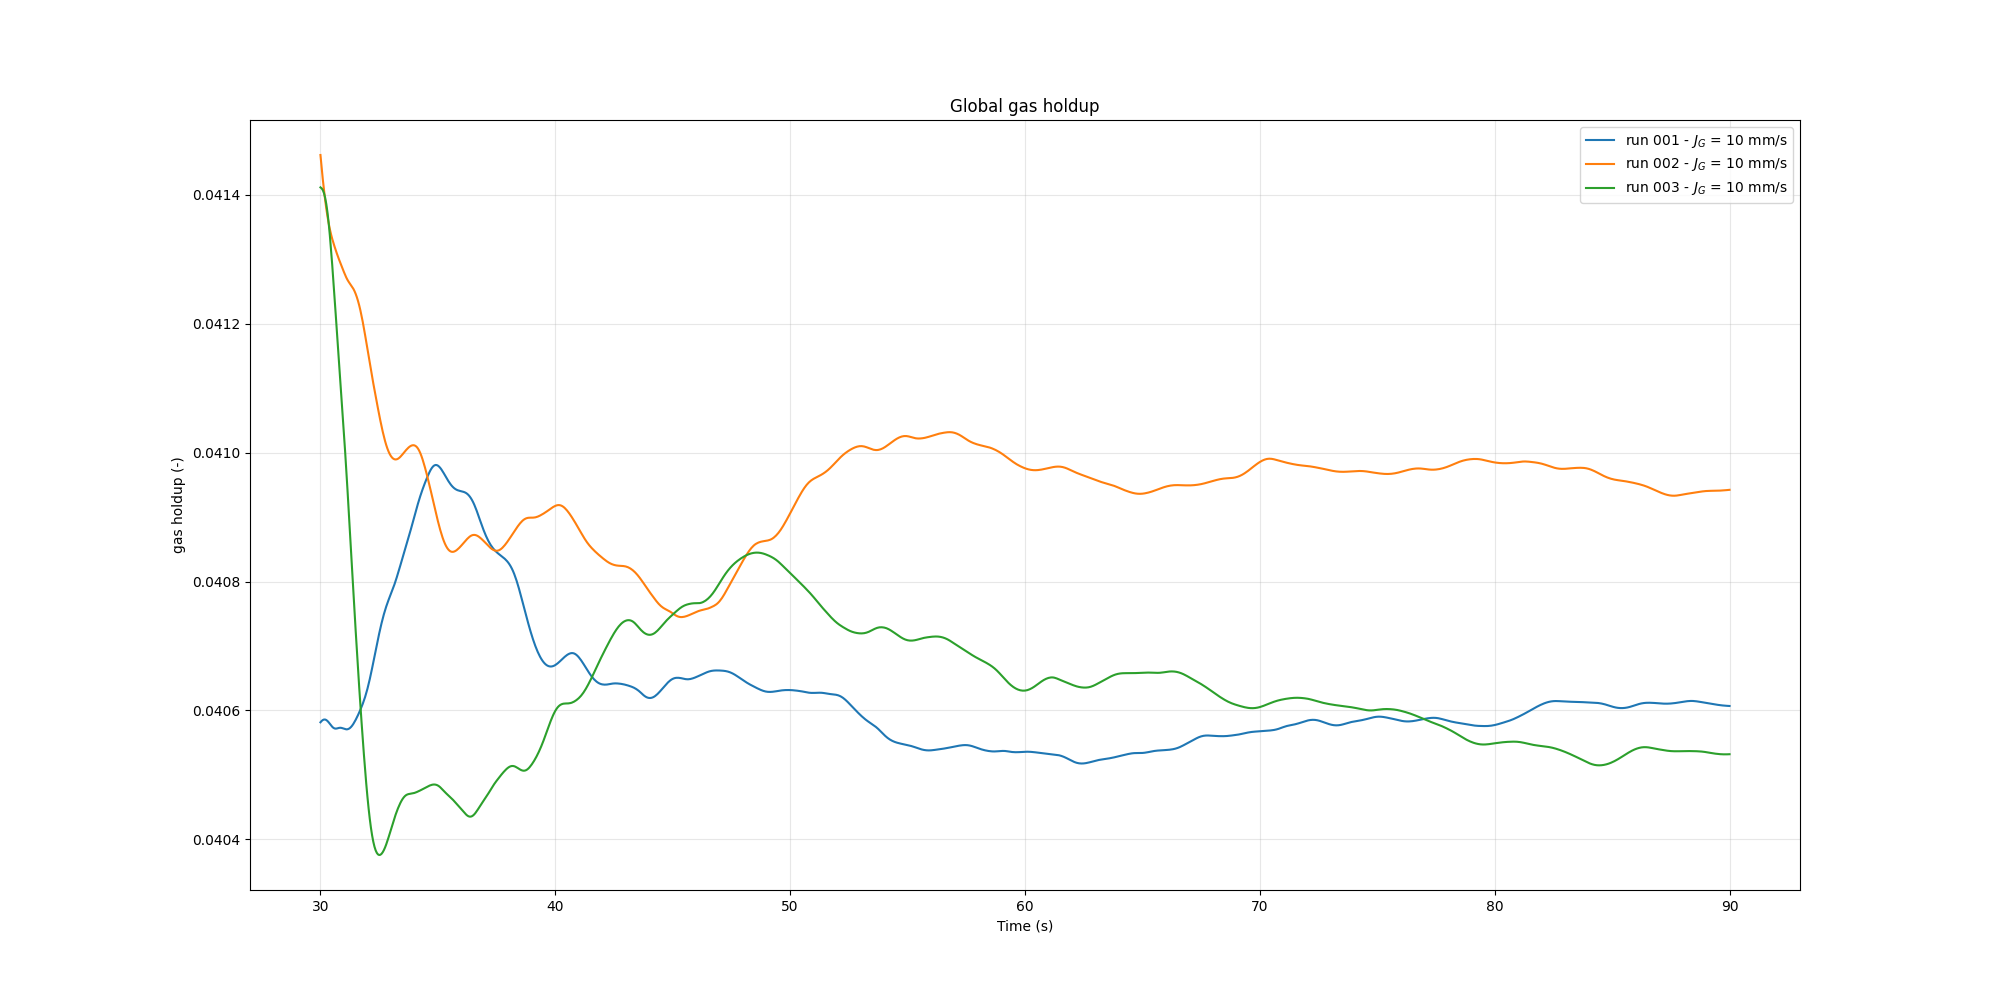 Global gas holdup
run 001 - J_G = 10 mm/s
run 002 - J_G = 10 mm/s
run 003 - J_G = 10 mm/s
0.0414
0.0412
0.0410
0.0408
0.0406
0.0404
gas holdup (-)
30 40 50 60 70 80 90
Time (s)